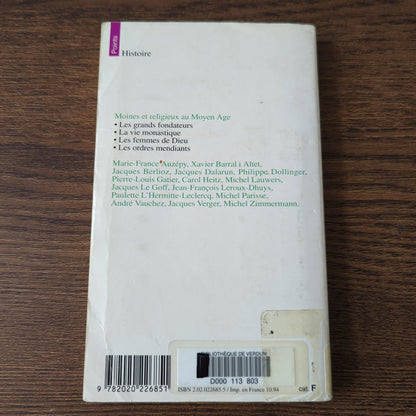 Points
Histoire
Moines et religieux au Moyen Age
• Les grands fondateurs
• La vie monastique
• Les femmes de Dieu
• Les ordres mendiants
Marie-France Auzépy, Xavier Barral i Altet,
Jacques Berlioz, Jacques Dalarun, Philippe Dollinger,
Pierre-Louis Gatier, Carol Heitz, Michel Lauwers,
Jacques Le Goff, Jean-François Leroux-Dhuys,
Paulette L'Hermitte-Leclercq, Michel Parisse,
André Vauchez, Jacques Verger, Michel Zimmermann.
BIBLIOTHÈQUE DE VERDUN
D000 113 803
9 782020 226851
ISBN 2.02.022685.5 / Imp. en France 10.94
cat. F